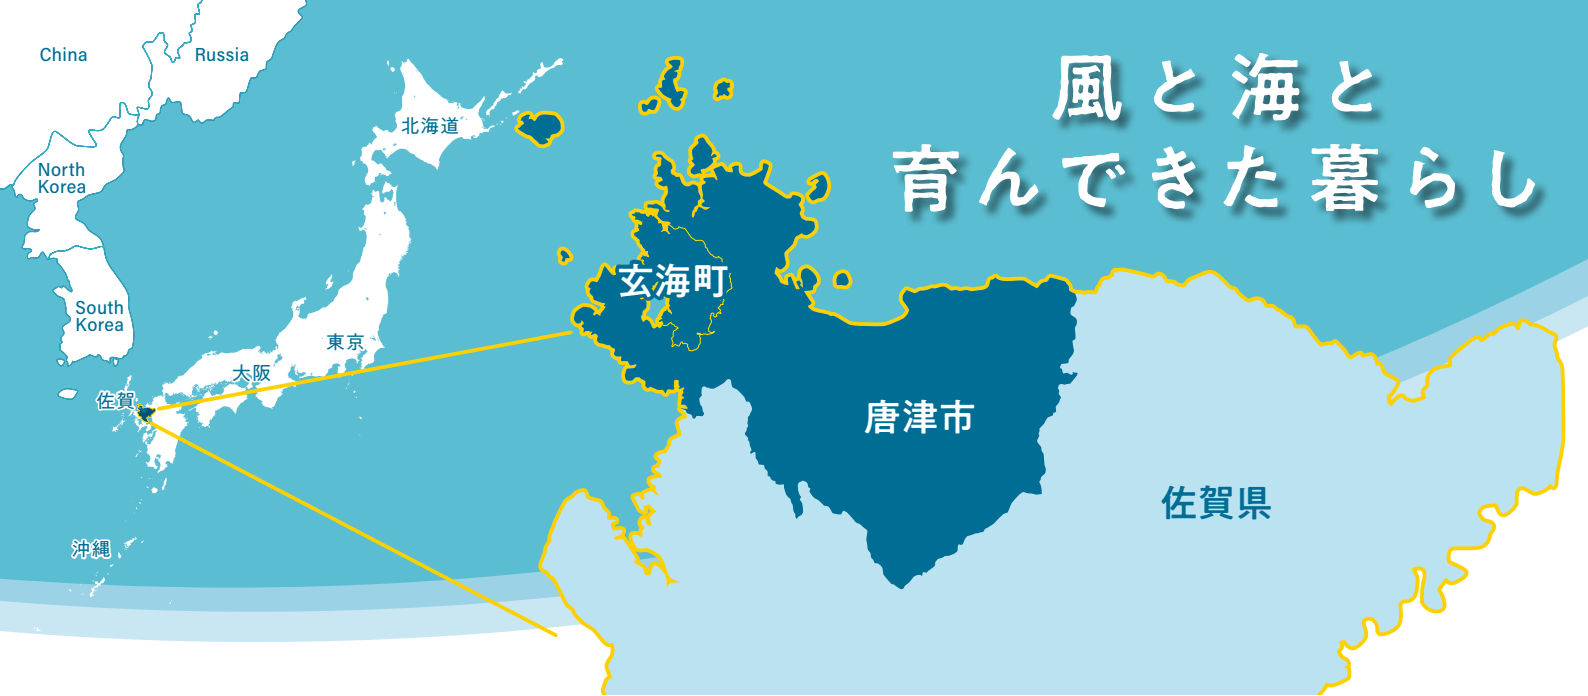 風と海と
育んできた暮らし
China
Russia
North
Korea
South
Korea
北海道
東京
大阪
佐賀
沖縄
玄海町
唐津市
佐賀県